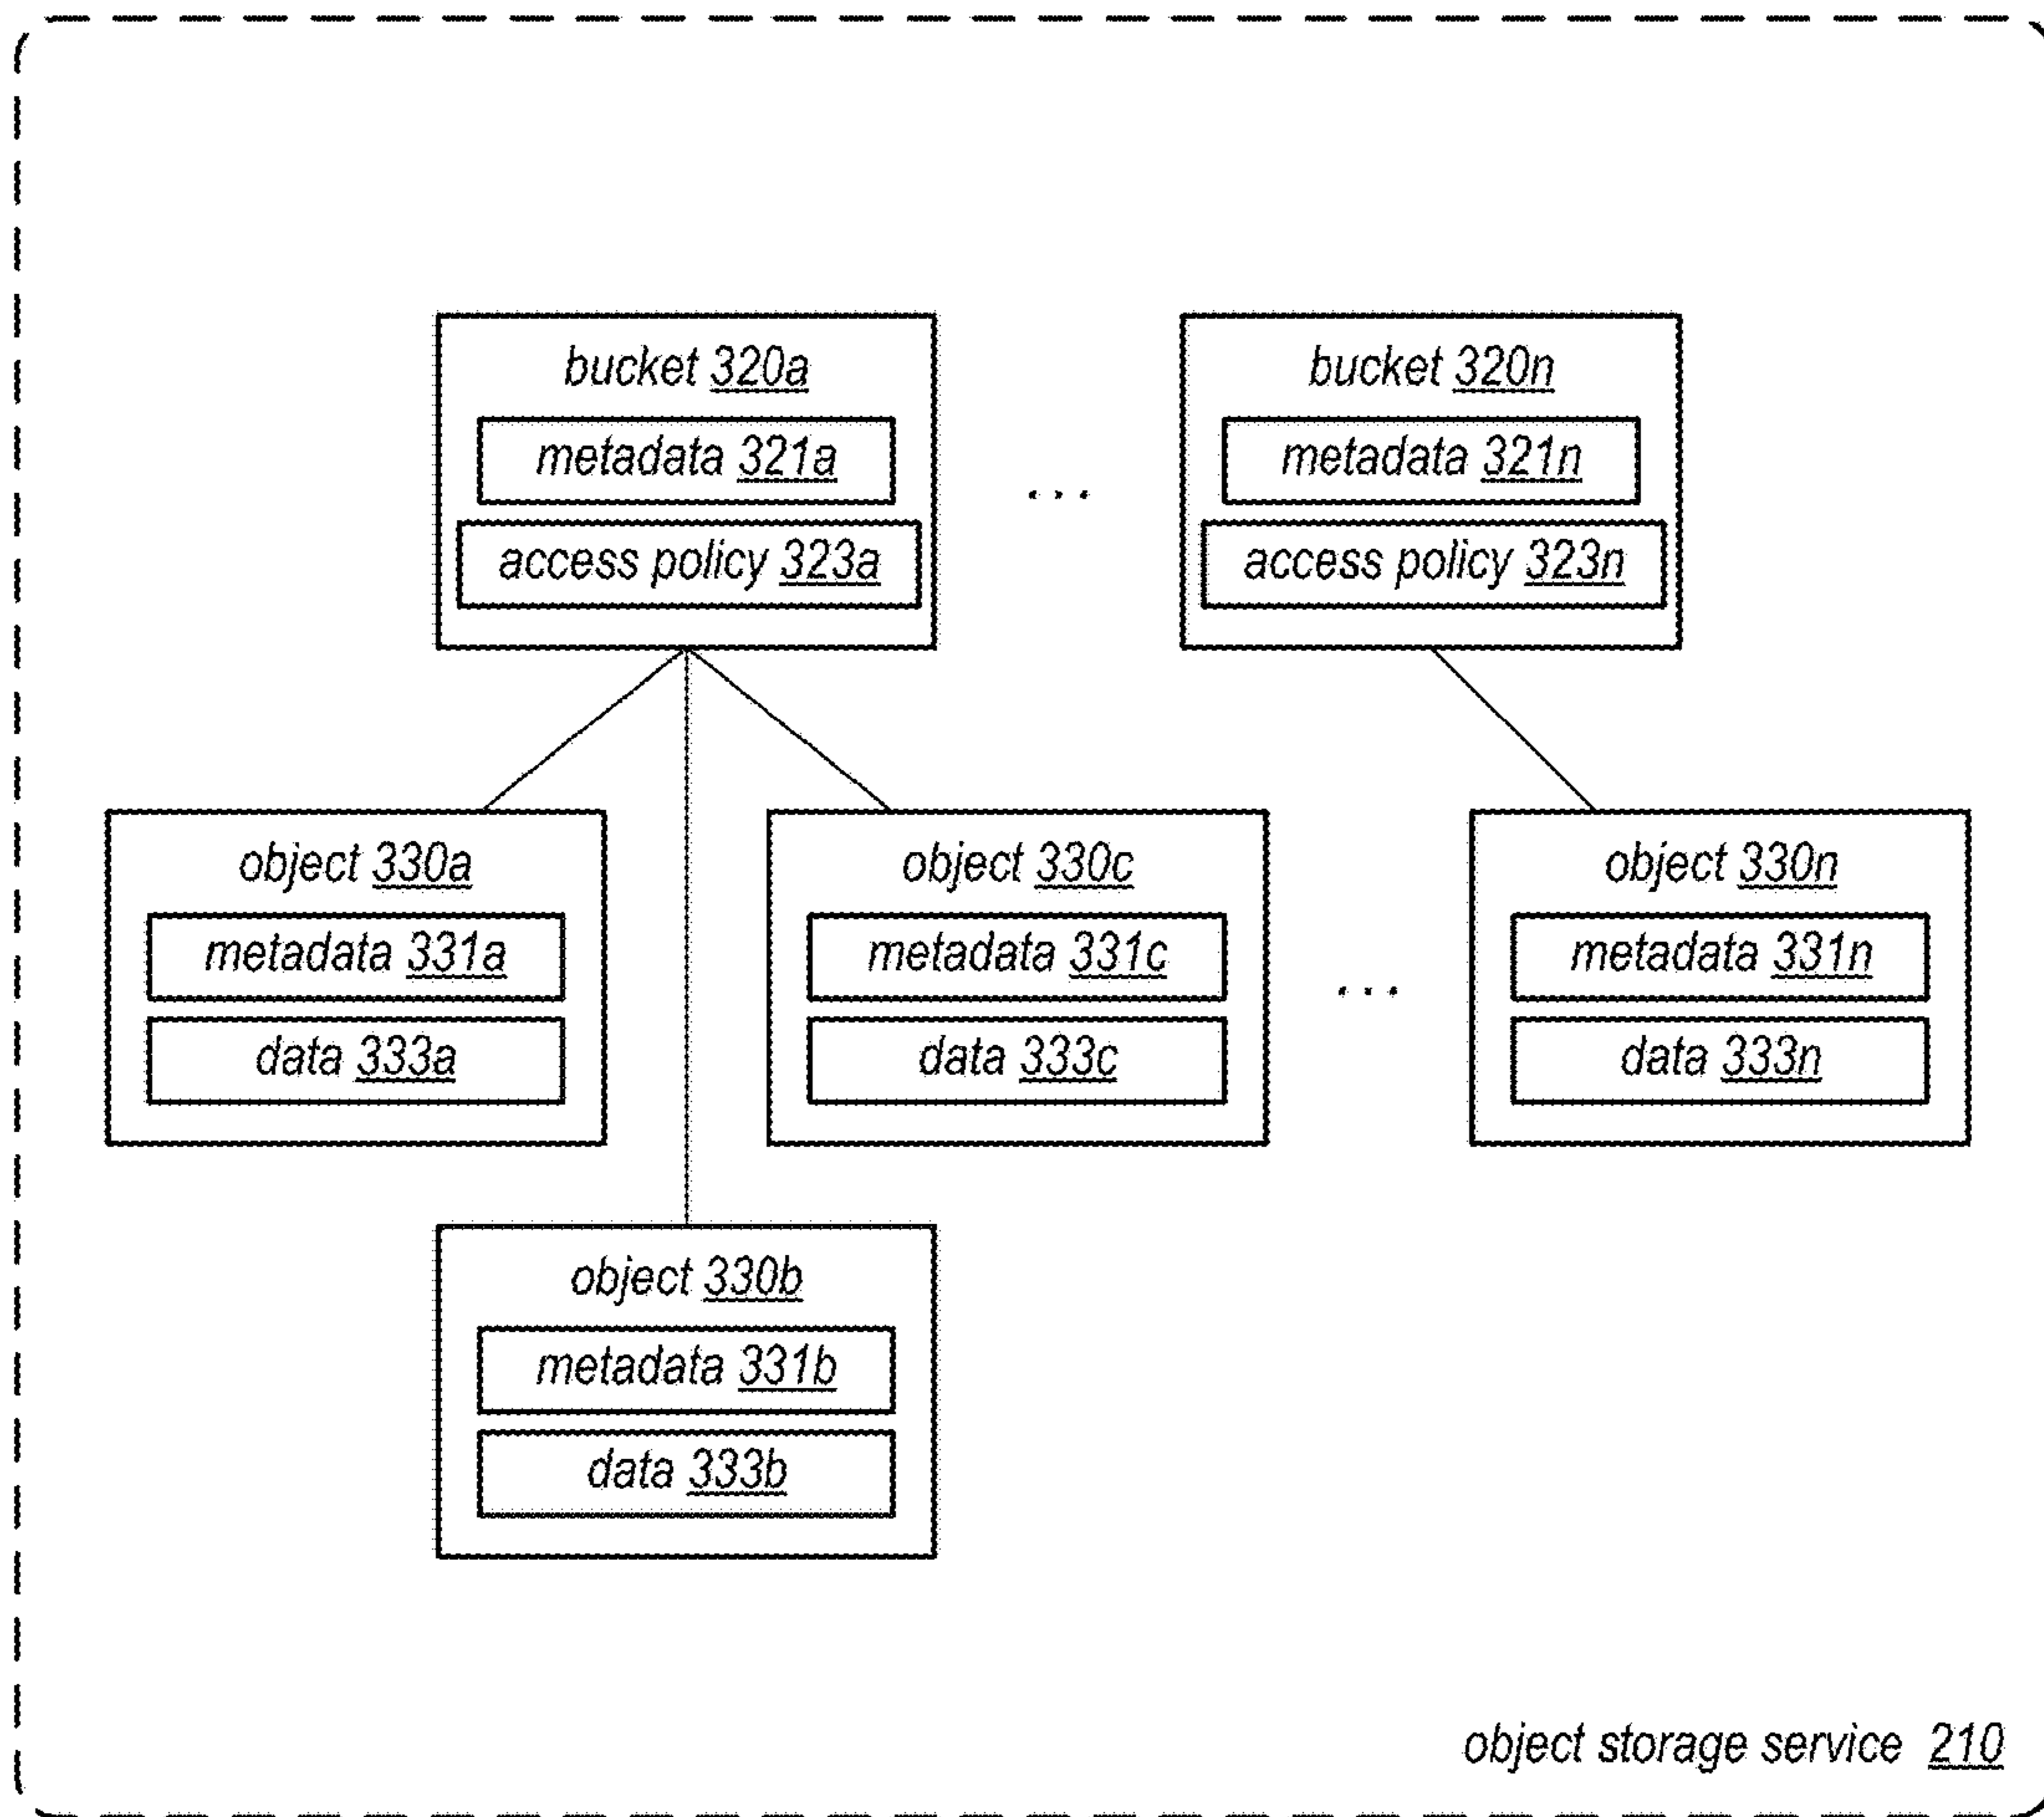 bucket 320a
metadata 321a
access policy 323a
...
bucket 320n
metadata 321n
access policy 323n
object 330a
metadata 331a
data 333a
object 330c
metadata 331c
data 333c
...
object 330n
metadata 331n
data 333n
object 330b
metadata 331b
data 333b
object storage service 210